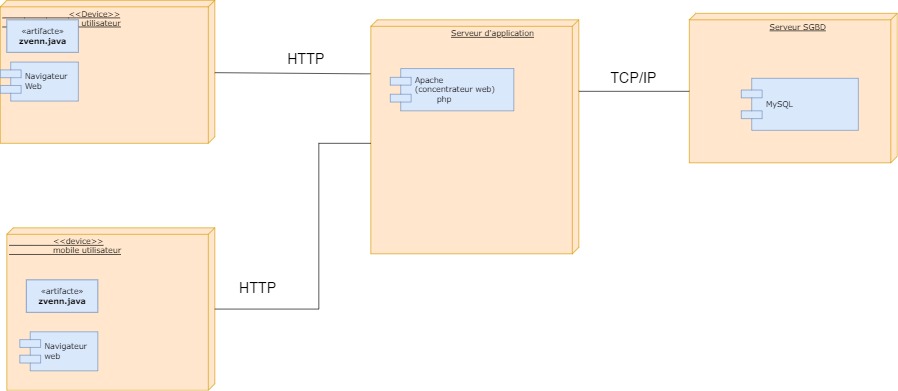 <<Device>>
utilisateur
«artifacte»
zvenn.java
Navigateur
Web
HTTP
Serveur d'application
Apache
(concentrateur web)
php
TCP/IP
Serveur SGBD
MySQL
<<device>>
mobile utilisateur
«artifacte»
zvenn.java
Navigateur
web
HTTP